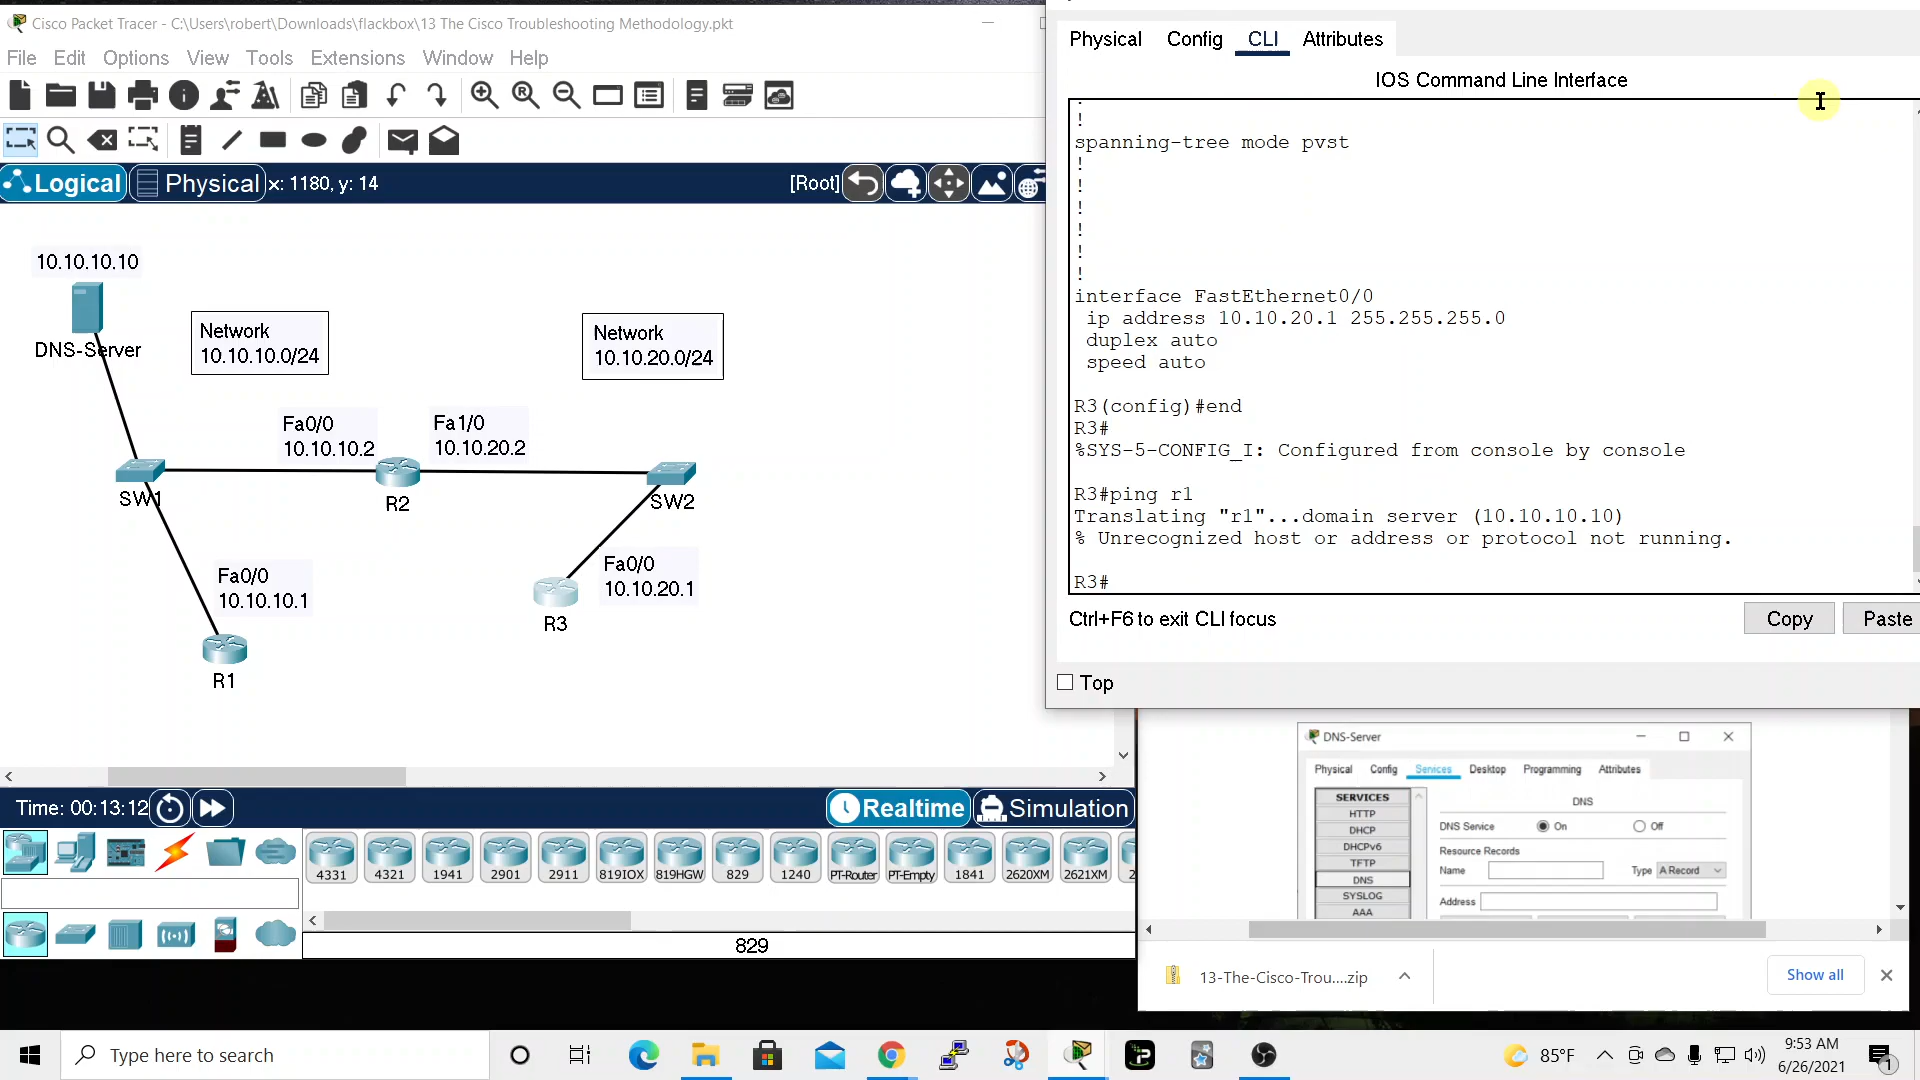 Cisco Packet Tracer - C:\Users\robert\Downloads\flackbox\13 The Cisco Troubleshooting Methodology.pkt
File Edit Options View Tools Extensions Window Help
Logical Physical x: 1180, y: 14 [Root]
10.10.10.10
DNS-Server
Network
10.10.10.0/24
Network
10.10.20.0/24
Fa0/0
10.10.10.2
Fa1/0
10.10.20.2
SW1
R2
SW2
Fa0/0
10.10.10.1
R1
Fa0/0
10.10.20.1
R3
Time: 00:13:12
Realtime Simulation
4331 4321 1941 2901 2911 819IOX 819HGW 829 1240 PT-Router PT-Empty 1841 2620XM 2621XM 2
829
Physical Config CLI Attributes
IOS Command Line Interface
!
spanning-tree mode pvst
!
!
!
!
!
!
interface FastEthernet0/0
ip address 10.10.20.1 255.255.255.0
duplex auto
speed auto
R3(config)#end
R3#
%SYS-5-CONFIG_I: Configured from console by console
R3#ping r1
Translating "r1"...domain server (10.10.10.10)
% Unrecognized host or address or protocol not running.
R3#
Ctrl+F6 to exit CLI focus
Copy Paste
Top
DNS-Server
Physical Config Services Desktop Programming Attributes
SERVICES
HTTP
DHCP
DHCPv6
TFTP
DNS
SYSLOG
AAA
DNS
DNS Service On Off
Resource Records
Name Type A Record
Address
13-The-Cisco-Trou....zip
Show all
Type here to search
85°F
9:53 AM
6/26/2021
1